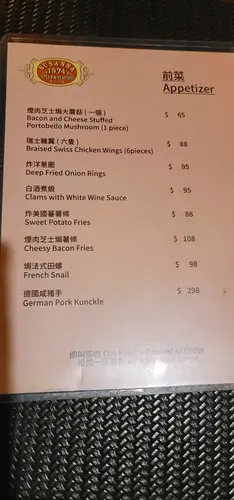 SUSANNA
1974
前菜
Appetizer
煙肉芝士焗大蘑菇 (一個)
Bacon and Cheese Stuffed
Portobello Mushroom (1 piece)
$ 65
瑞士雞翼 (六隻)
Braised Swiss Chicken Wings (6pieces)
$ 88
炸洋蔥圈
Deep Fried Onion Rings
$ 95
白酒煮蜆
Clams with White Wine Sauce
$ 95
炸美國蕃薯條
Sweet Potato Fries
$ 88
煙肉芝士焗薯條
Cheesy Bacon Fries
$ 108
焗法式田螺
French Snail
$ 98
德國咸豬手
German Pork Kunckle
$ 298